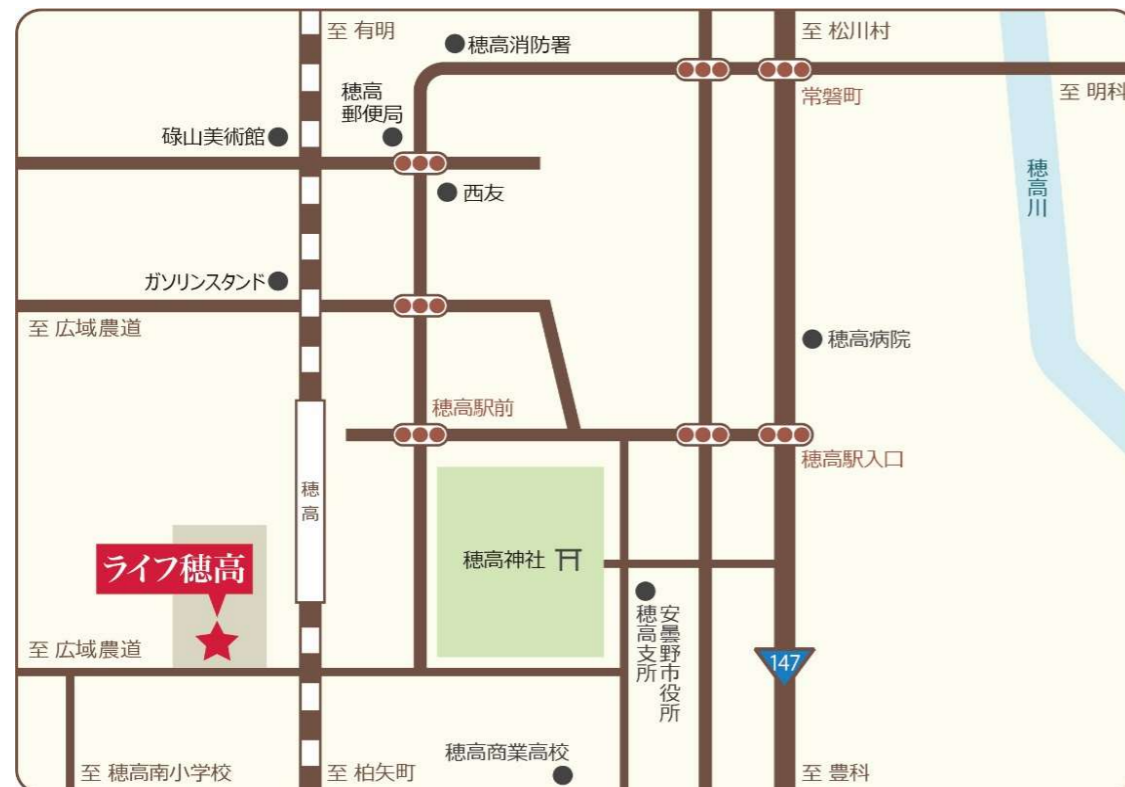 至 有明
穂高消防署
至 松川村
穂高
郵便局
常盤町
至 明科
碌山美術館
西友
穂高川
ガソリンスタンド
至 広域農道
穂高病院
穂高駅前
穂高駅入口
穂高
穂高神社
ライフ穂高
安曇野市役所
穂高支所
至 広域農道
147
穂高商業高校
至 穂高南小学校
至 柏矢町
至 豊科